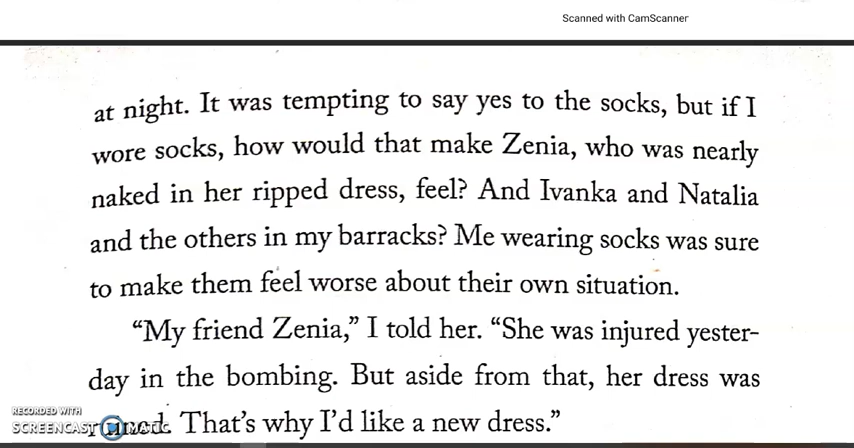 Scanned with CamScanner
at night. It was tempting to say yes to the socks, but if I
wore socks, how would that make Zenia, who was nearly
naked in her ripped dress, feel? And Ivanka and Natalia
and the others in my barracks? Me wearing socks was sure
to make them feel worse about their own situation.
“My friend Zenia,” I told her. “She was injured yester-
day in the bombing. But aside from that, her dress was
That’s why I’d like a new dress.”
RECORDED WITH
SCREENCAST MATIC